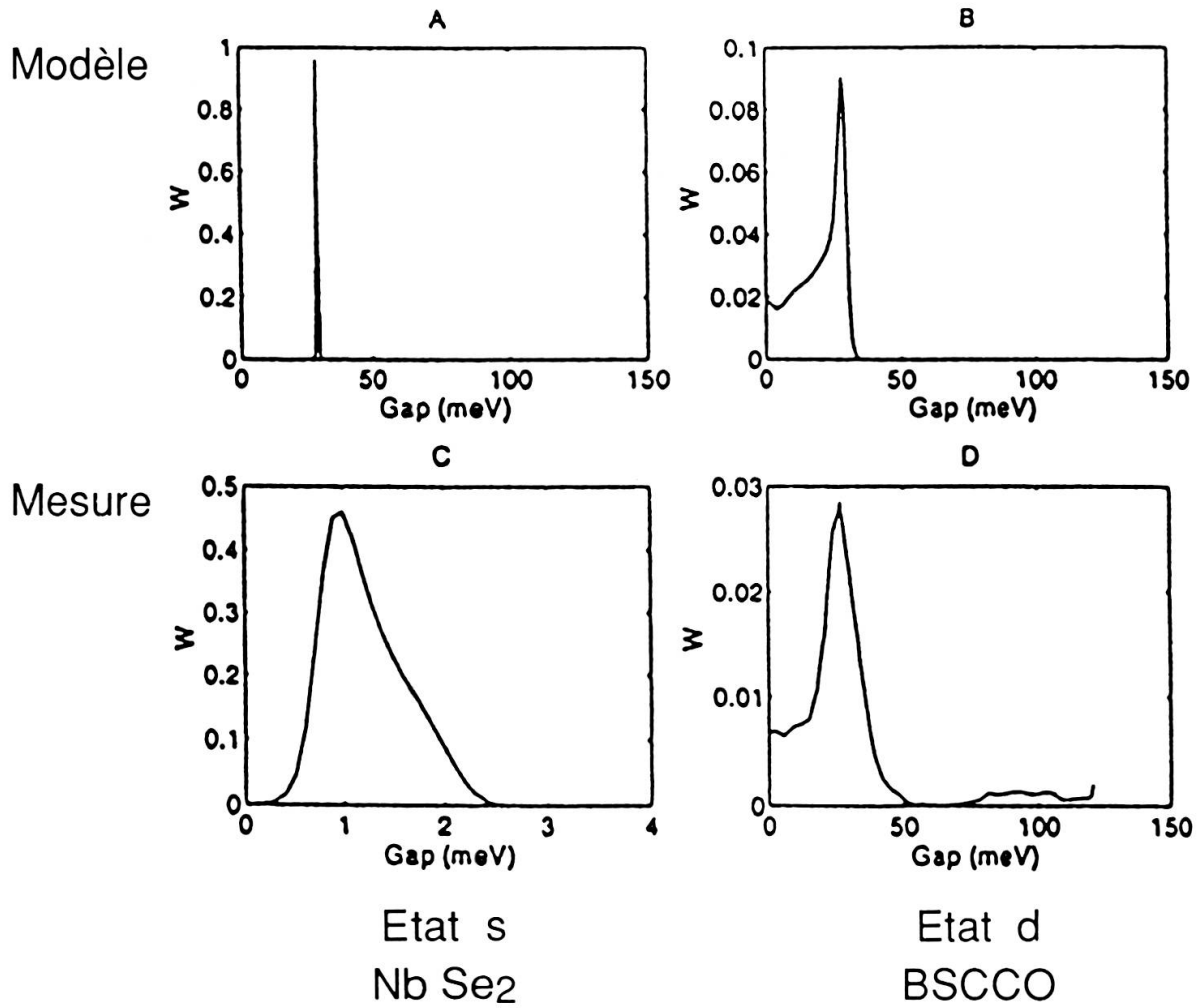 A
B
Modèle
1
0.8
0.6
0.4
0.2
0
W
0
50
100
150
Gap (meV)
0.1
0.08
0.06
0.04
0.02
0
W
0
50
100
150
Gap (meV)
C
D
Mesure
0.5
0.4
0.3
0.2
0.1
0
W
0
1
2
3
4
Gap (meV)
0.03
0.02
0.01
0
W
0
50
100
150
Gap (meV)
Etat s
Etat d
Nb Se2
BSCCO